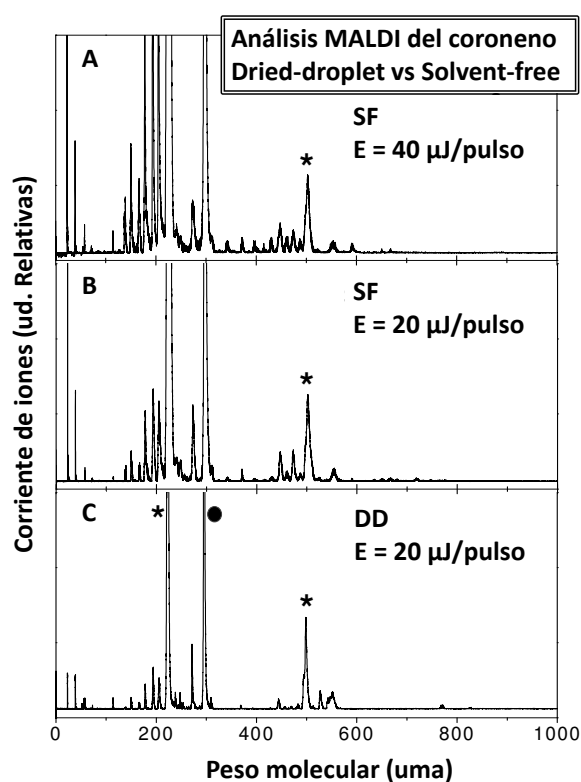 Análisis MALDI del coroneno
Dried-droplet vs Solvent-free
A
SF
E = 40 µJ/pulso
*
B
SF
E = 20 µJ/pulso
*
C
*
●
DD
E = 20 µJ/pulso
*
0 200 400 600 800 1000
Peso molecular (uma)
Corriente de iones (ud. Relativas)